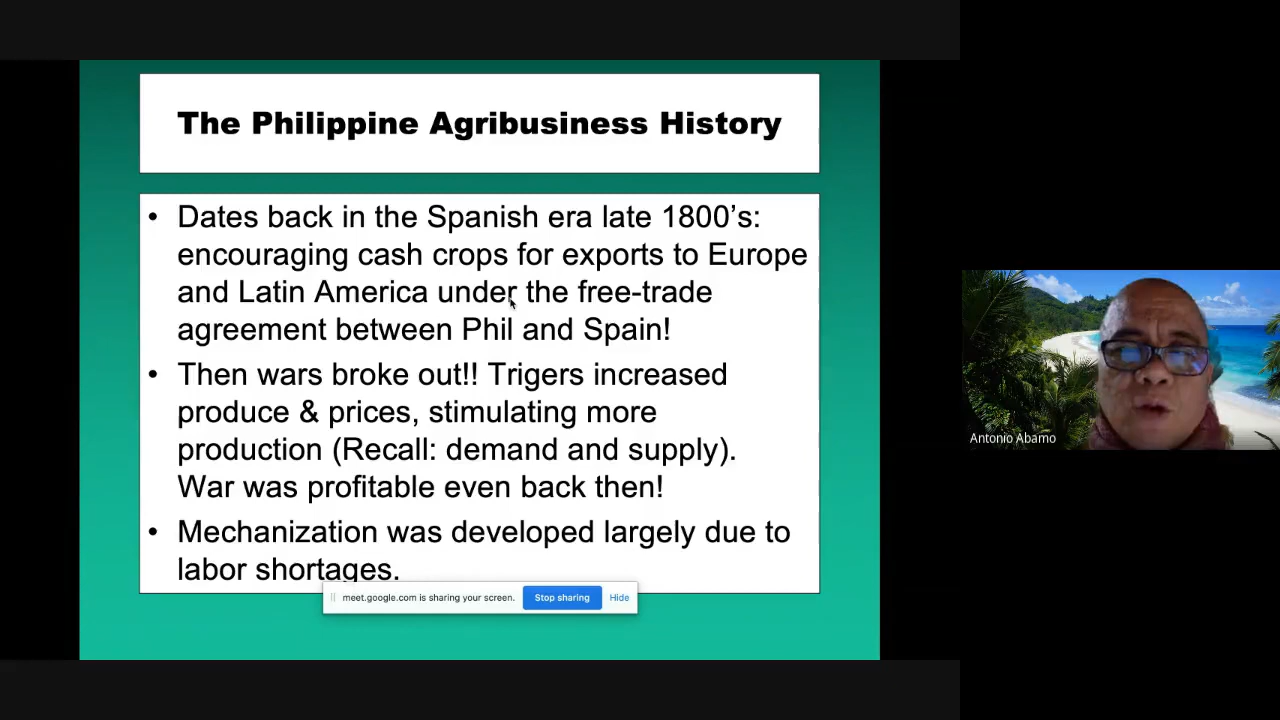 The Philippine Agribusiness History
• Dates back in the Spanish era late 1800’s:
encouraging cash crops for exports to Europe
and Latin America under the free-trade
agreement between Phil and Spain!
• Then wars broke out!! Trigers increased
produce & prices, stimulating more
production (Recall: demand and supply).
War was profitable even back then!
• Mechanization was developed largely due to
labor shortages.
meet.google.com is sharing your screen. Stop sharing Hide
Antonio Abamo